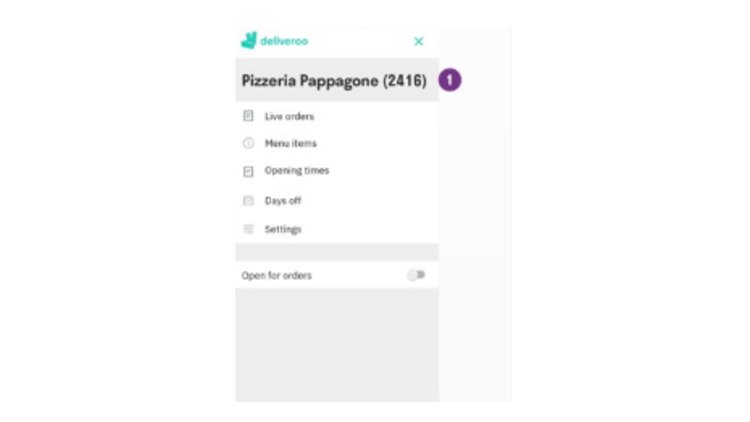 deliveroo
Pizzeria Pappagone (2416) 1
Live orders
Menu items
Opening times
Days off
Settings
Open for orders